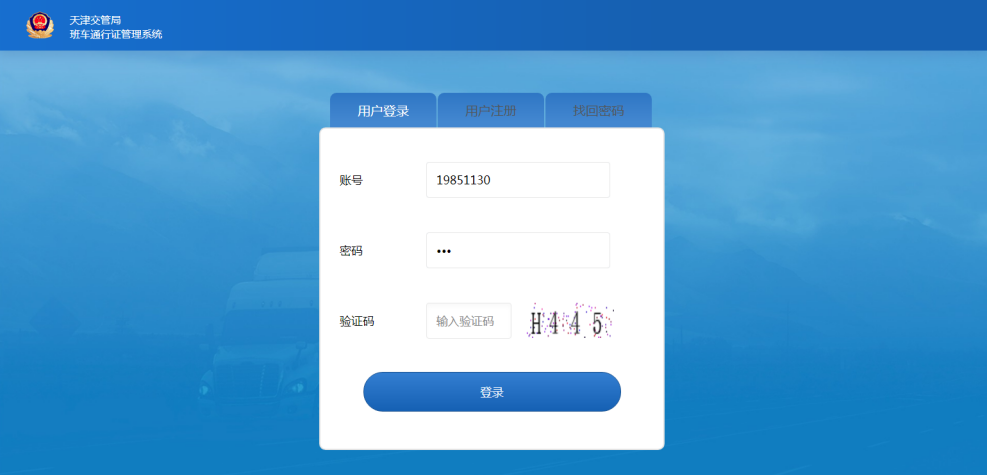 天津交管局
班车通行证管理系统
用户登录 用户注册 找回密码
账号 19851130
密码 •••
验证码 输入验证码 H445
登录